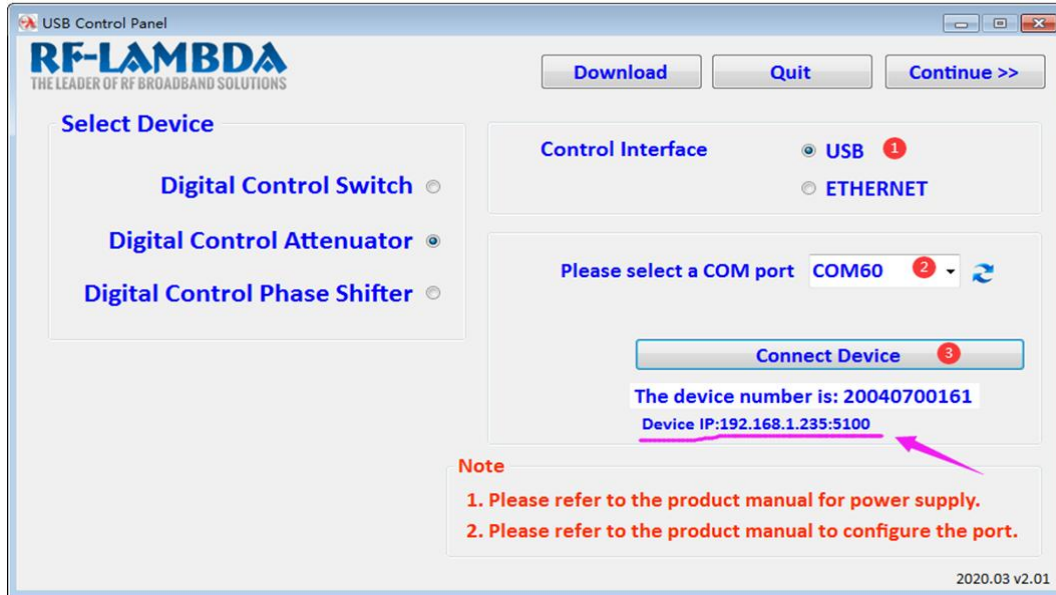 USB Control Panel
RF-LAMBDA
THE LEADER OF RF BROADBAND SOLUTIONS
Download
Quit
Continue >>
Select Device
Digital Control Switch
Digital Control Attenuator
Digital Control Phase Shifter
Control Interface
USB 1
ETHERNET
Please select a COM port COM60 2
Connect Device 3
The device number is: 20040700161
Device IP:192.168.1.235:5100
Note
1. Please refer to the product manual for power supply.
2. Please refer to the product manual to configure the port.
2020.03 v2.01